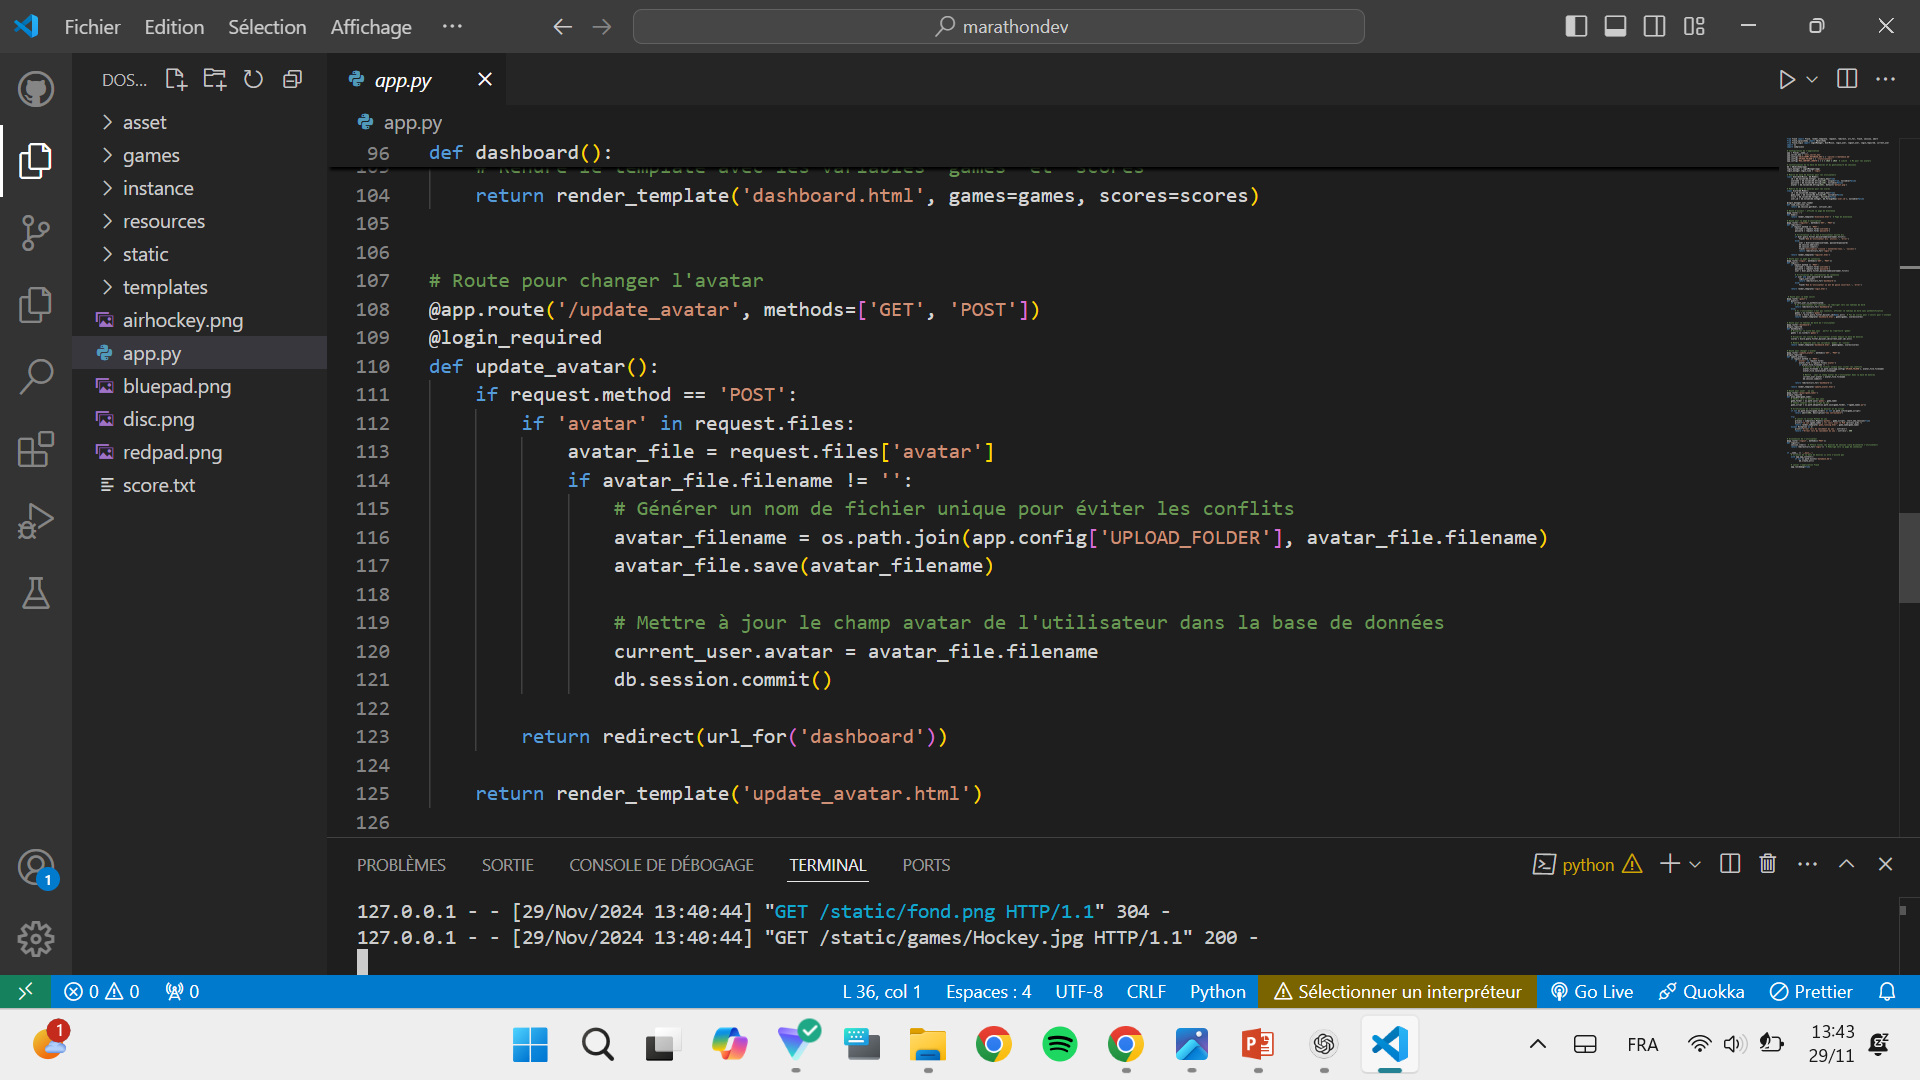 Fichier Edition Sélection Affichage ··· marathondev
DOS... app.py
asset
games
instance
resources
static
templates
airhockey.png
app.py
bluepad.png
disc.png
redpad.png
score.txt
app.py
96 def dashboard():
104 return render_template('dashboard.html', games=games, scores=scores)
105
106
107 # Route pour changer l'avatar
108 @app.route('/update_avatar', methods=['GET', 'POST'])
109 @login_required
110 def update_avatar():
111 if request.method == 'POST':
112 if 'avatar' in request.files:
113 avatar_file = request.files['avatar']
114 if avatar_file.filename != '':
115 # Générer un nom de fichier unique pour éviter les conflits
116 avatar_filename = os.path.join(app.config['UPLOAD_FOLDER'], avatar_file.filename)
117 avatar_file.save(avatar_filename)
118
119 # Mettre à jour le champ avatar de l'utilisateur dans la base de données
120 current_user.avatar = avatar_file.filename
121 db.session.commit()
122
123 return redirect(url_for('dashboard'))
124
125 return render_template('update_avatar.html')
126
PROBLÈMES SORTIE CONSOLE DE DÉBOGAGE TERMINAL PORTS python
127.0.0.1 - - [29/Nov/2024 13:40:44] "GET /static/fond.png HTTP/1.1" 304 -
127.0.0.1 - - [29/Nov/2024 13:40:44] "GET /static/games/Hockey.jpg HTTP/1.1" 200 -
1
0 0 0 L 36, col 1 Espaces : 4 UTF-8 CRLF Python Sélectionner un interpréteur Go Live Quokka Prettier
1 FRA 13:43
29/11